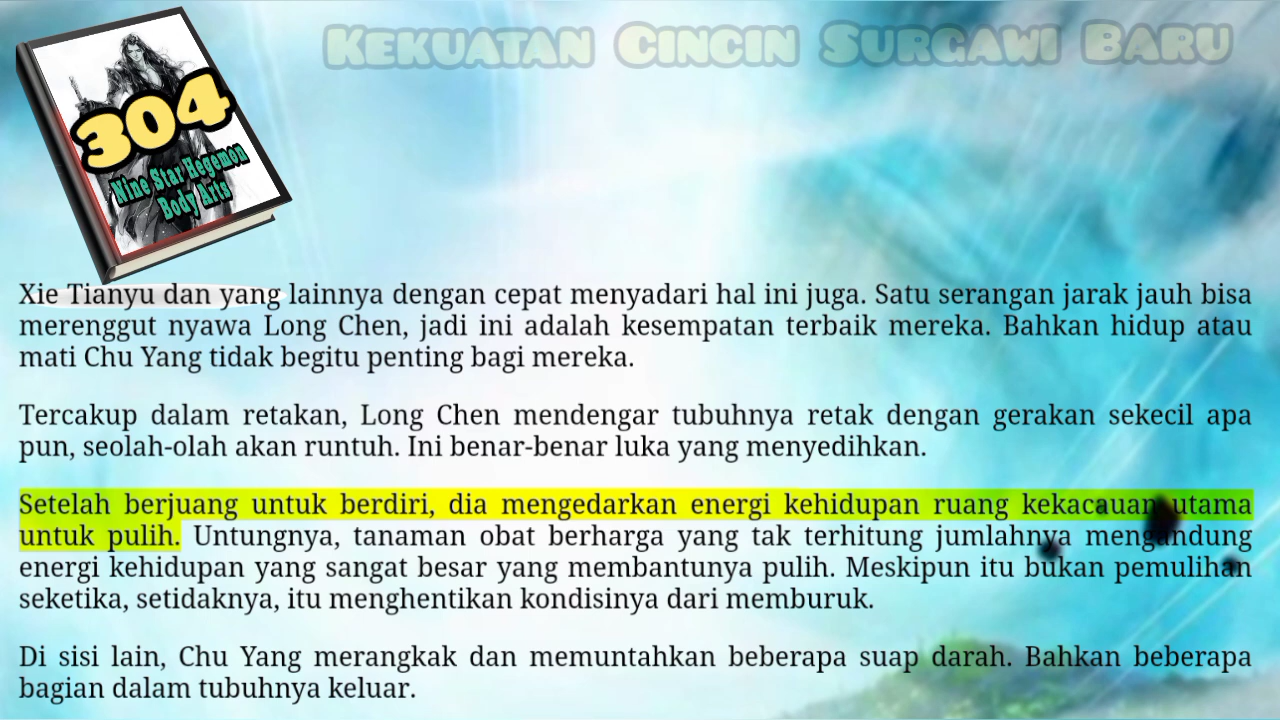 Kekuatan Cincin Surgawi Baru
304
Nine Star Hegemon
Body Arts
Xie Tianyu dan yang lainnya dengan cepat menyadari hal ini juga. Satu serangan jarak jauh bisa
merenggut nyawa Long Chen, jadi ini adalah kesempatan terbaik mereka. Bahkan hidup atau
mati Chu Yang tidak begitu penting bagi mereka.
Tercakup dalam retakan, Long Chen mendengar tubuhnya retak dengan gerakan sekecil apa
pun, seolah-olah akan runtuh. Ini benar-benar luka yang menyedihkan.
Setelah berjuang untuk berdiri, dia mengedarkan energi kehidupan ruang kekacauan utama
untuk pulih. Untungnya, tanaman obat berharga yang tak terhitung jumlahnya mengandung
energi kehidupan yang sangat besar yang membantunya pulih. Meskipun itu bukan pemulihan
seketika, setidaknya, itu menghentikan kondisinya dari memburuk.
Di sisi lain, Chu Yang merangkak dan memuntahkan beberapa suap darah. Bahkan beberapa
bagian dalam tubuhnya keluar.